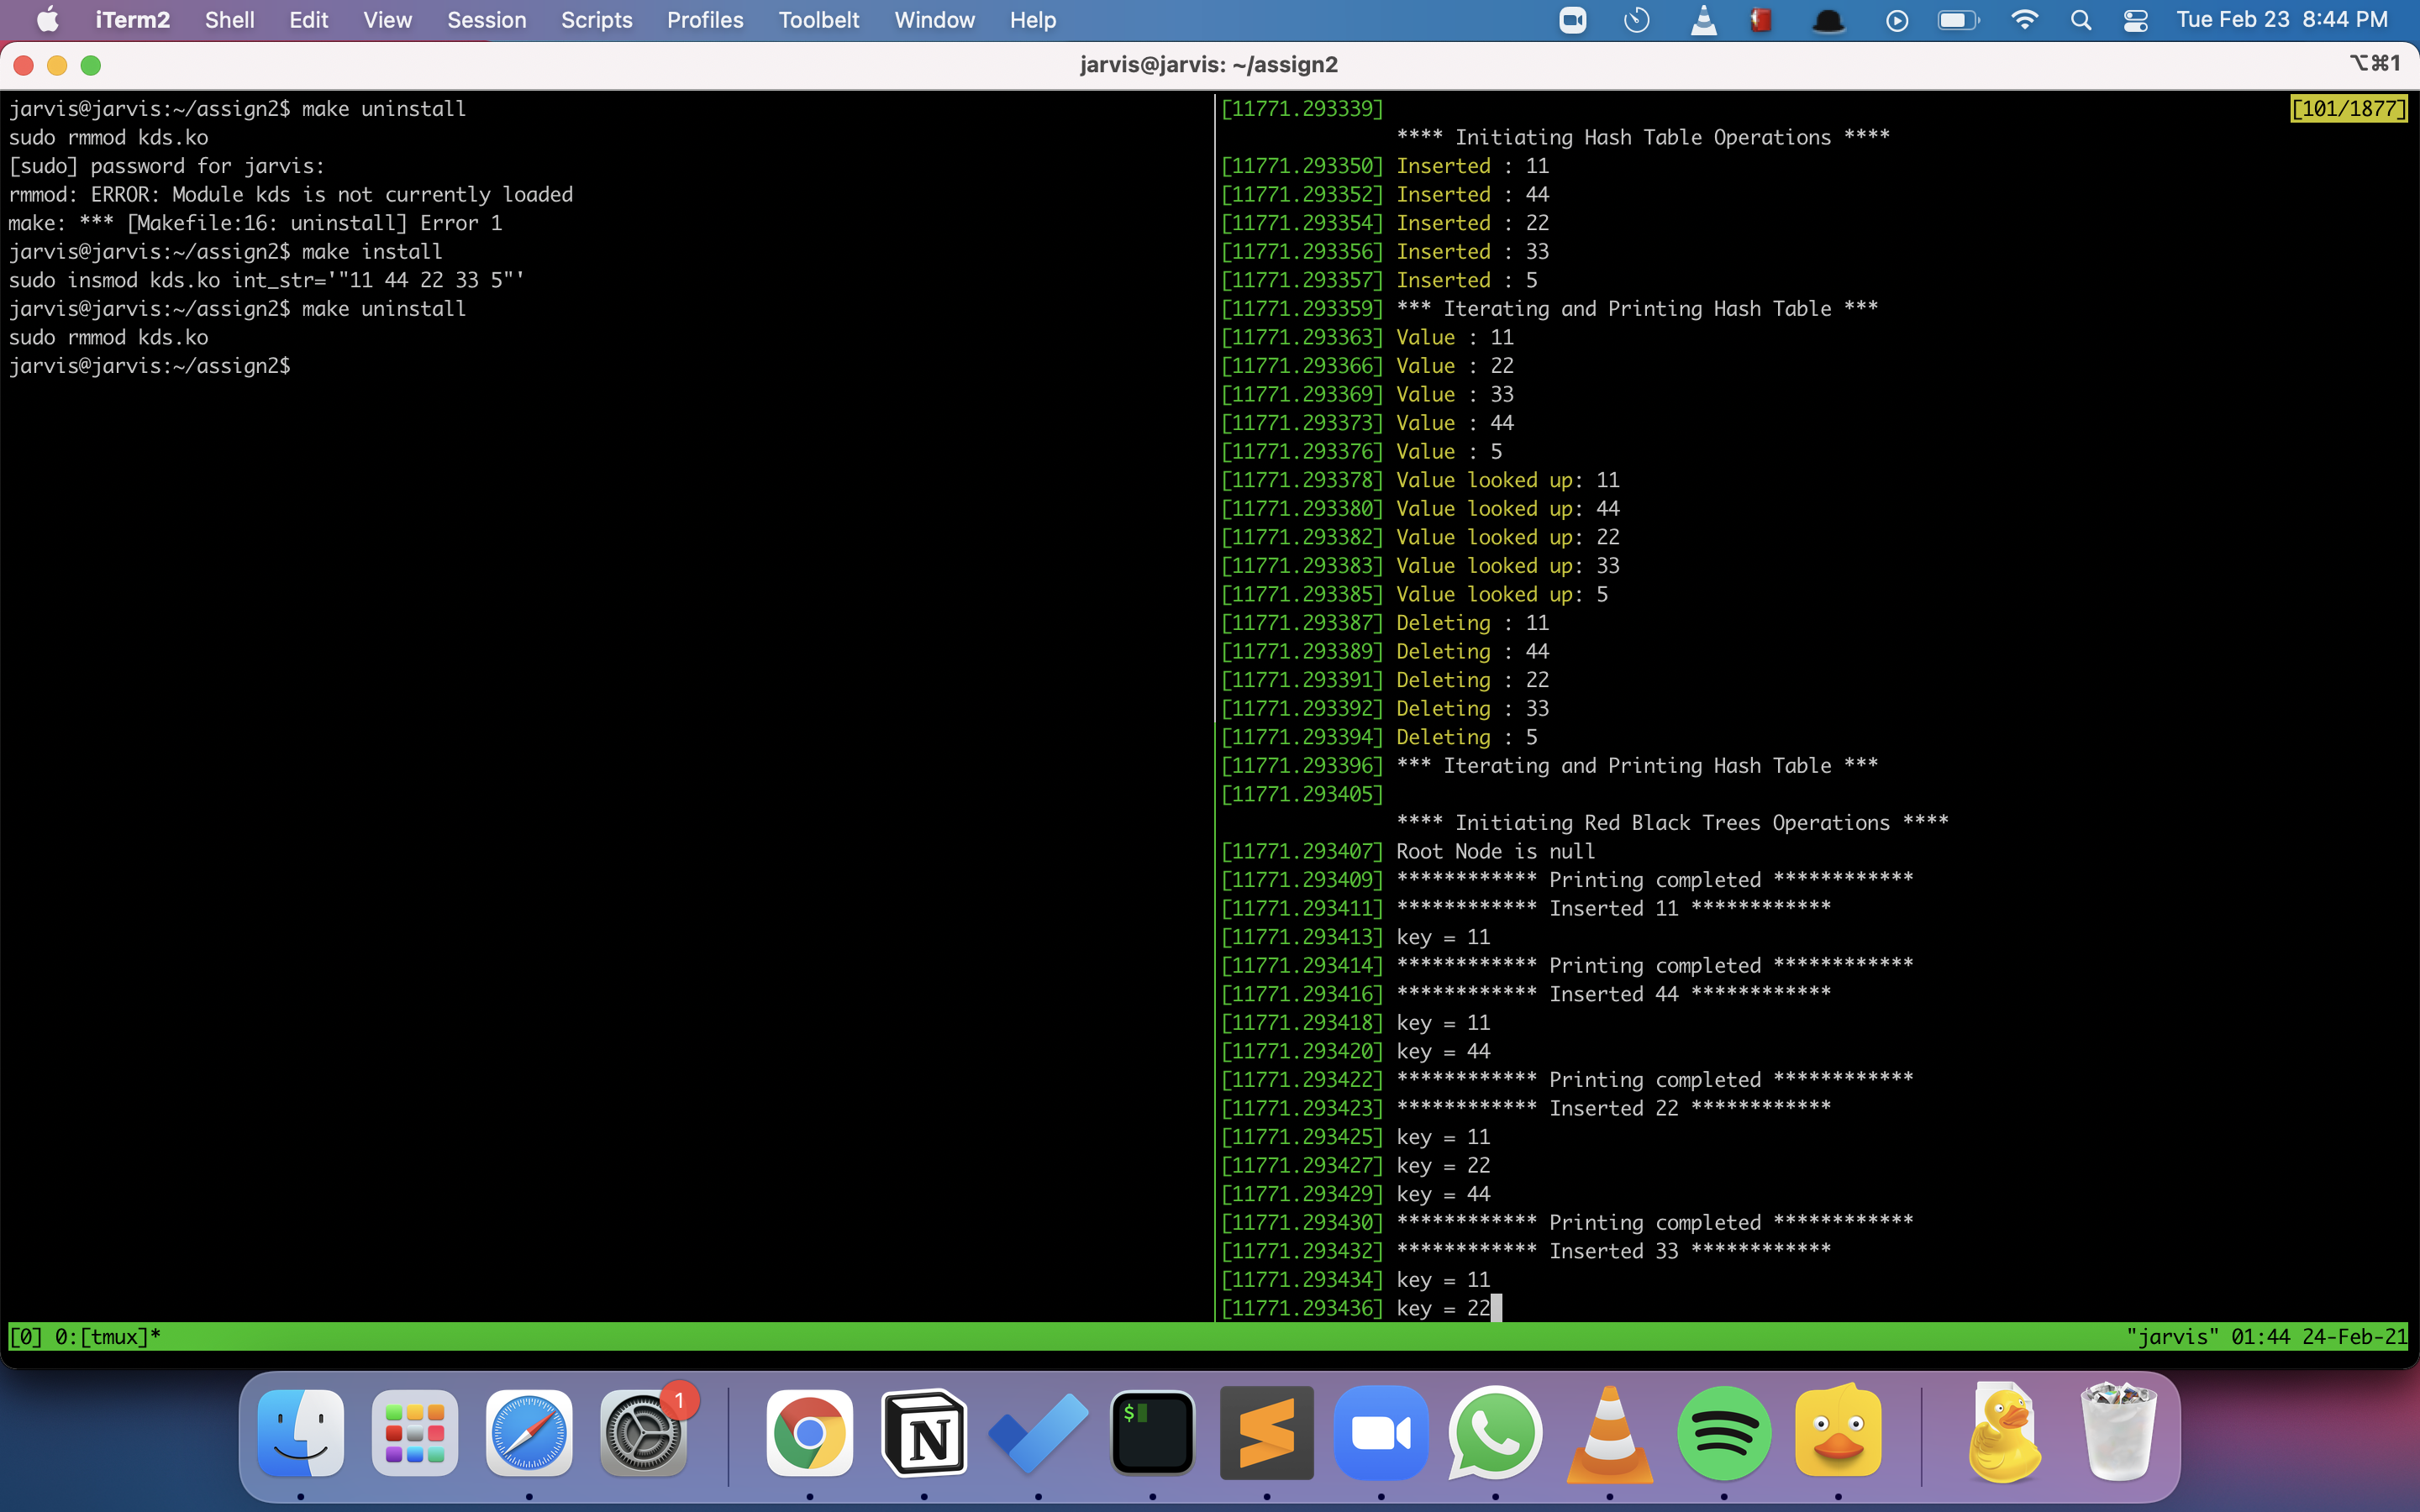 iTerm2 Shell Edit View Session Scripts Profiles Toolbelt Window Help Tue Feb 23 8:44 PM
jarvis@jarvis: ~/assign2 ⌥⌘1
jarvis@jarvis:~/assign2$ make uninstall
sudo rmmod kds.ko
[sudo] password for jarvis:
rmmod: ERROR: Module kds is not currently loaded
make: *** [Makefile:16: uninstall] Error 1
jarvis@jarvis:~/assign2$ make install
sudo insmod kds.ko int_str='"11 44 22 33 5"'
jarvis@jarvis:~/assign2$ make uninstall
sudo rmmod kds.ko
jarvis@jarvis:~/assign2$
[11771.293339] [101/1877]
**** Initiating Hash Table Operations ****
[11771.293350] Inserted : 11
[11771.293352] Inserted : 44
[11771.293354] Inserted : 22
[11771.293356] Inserted : 33
[11771.293357] Inserted : 5
[11771.293359] *** Iterating and Printing Hash Table ***
[11771.293363] Value : 11
[11771.293366] Value : 22
[11771.293369] Value : 33
[11771.293373] Value : 44
[11771.293376] Value : 5
[11771.293378] Value looked up: 11
[11771.293380] Value looked up: 44
[11771.293382] Value looked up: 22
[11771.293383] Value looked up: 33
[11771.293385] Value looked up: 5
[11771.293387] Deleting : 11
[11771.293389] Deleting : 44
[11771.293391] Deleting : 22
[11771.293392] Deleting : 33
[11771.293394] Deleting : 5
[11771.293396] *** Iterating and Printing Hash Table ***
[11771.293405]
**** Initiating Red Black Trees Operations ****
[11771.293407] Root Node is null
[11771.293409] ************ Printing completed ************
[11771.293411] ************ Inserted 11 ************
[11771.293413] key = 11
[11771.293414] ************ Printing completed ************
[11771.293416] ************ Inserted 44 ************
[11771.293418] key = 11
[11771.293420] key = 44
[11771.293422] ************ Printing completed ************
[11771.293423] ************ Inserted 22 ************
[11771.293425] key = 11
[11771.293427] key = 22
[11771.293429] key = 44
[11771.293430] ************ Printing completed ************
[11771.293432] ************ Inserted 33 ************
[11771.293434] key = 11
[11771.293436] key = 22
[0] 0:[tmux]* "jarvis" 01:44 24-Feb-21
1
N
$